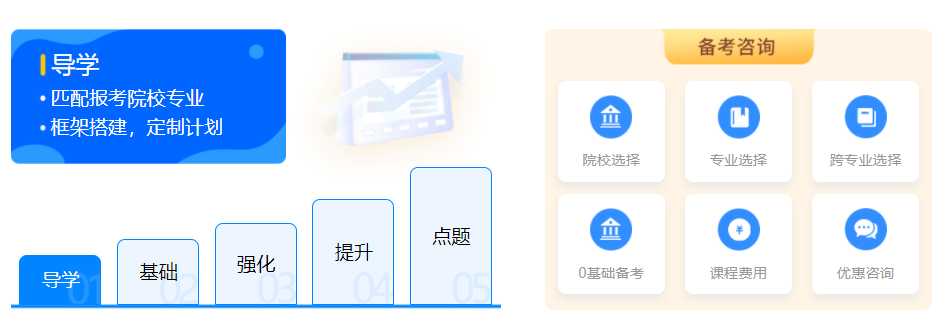 导学
• 匹配报考院校专业
• 框架搭建，定制计划
导学
01
基础
02
强化
03
提升
04
点题
05
备考咨询
院校选择
专业选择
跨专业选择
0基础备考
¥
课程费用
优惠咨询